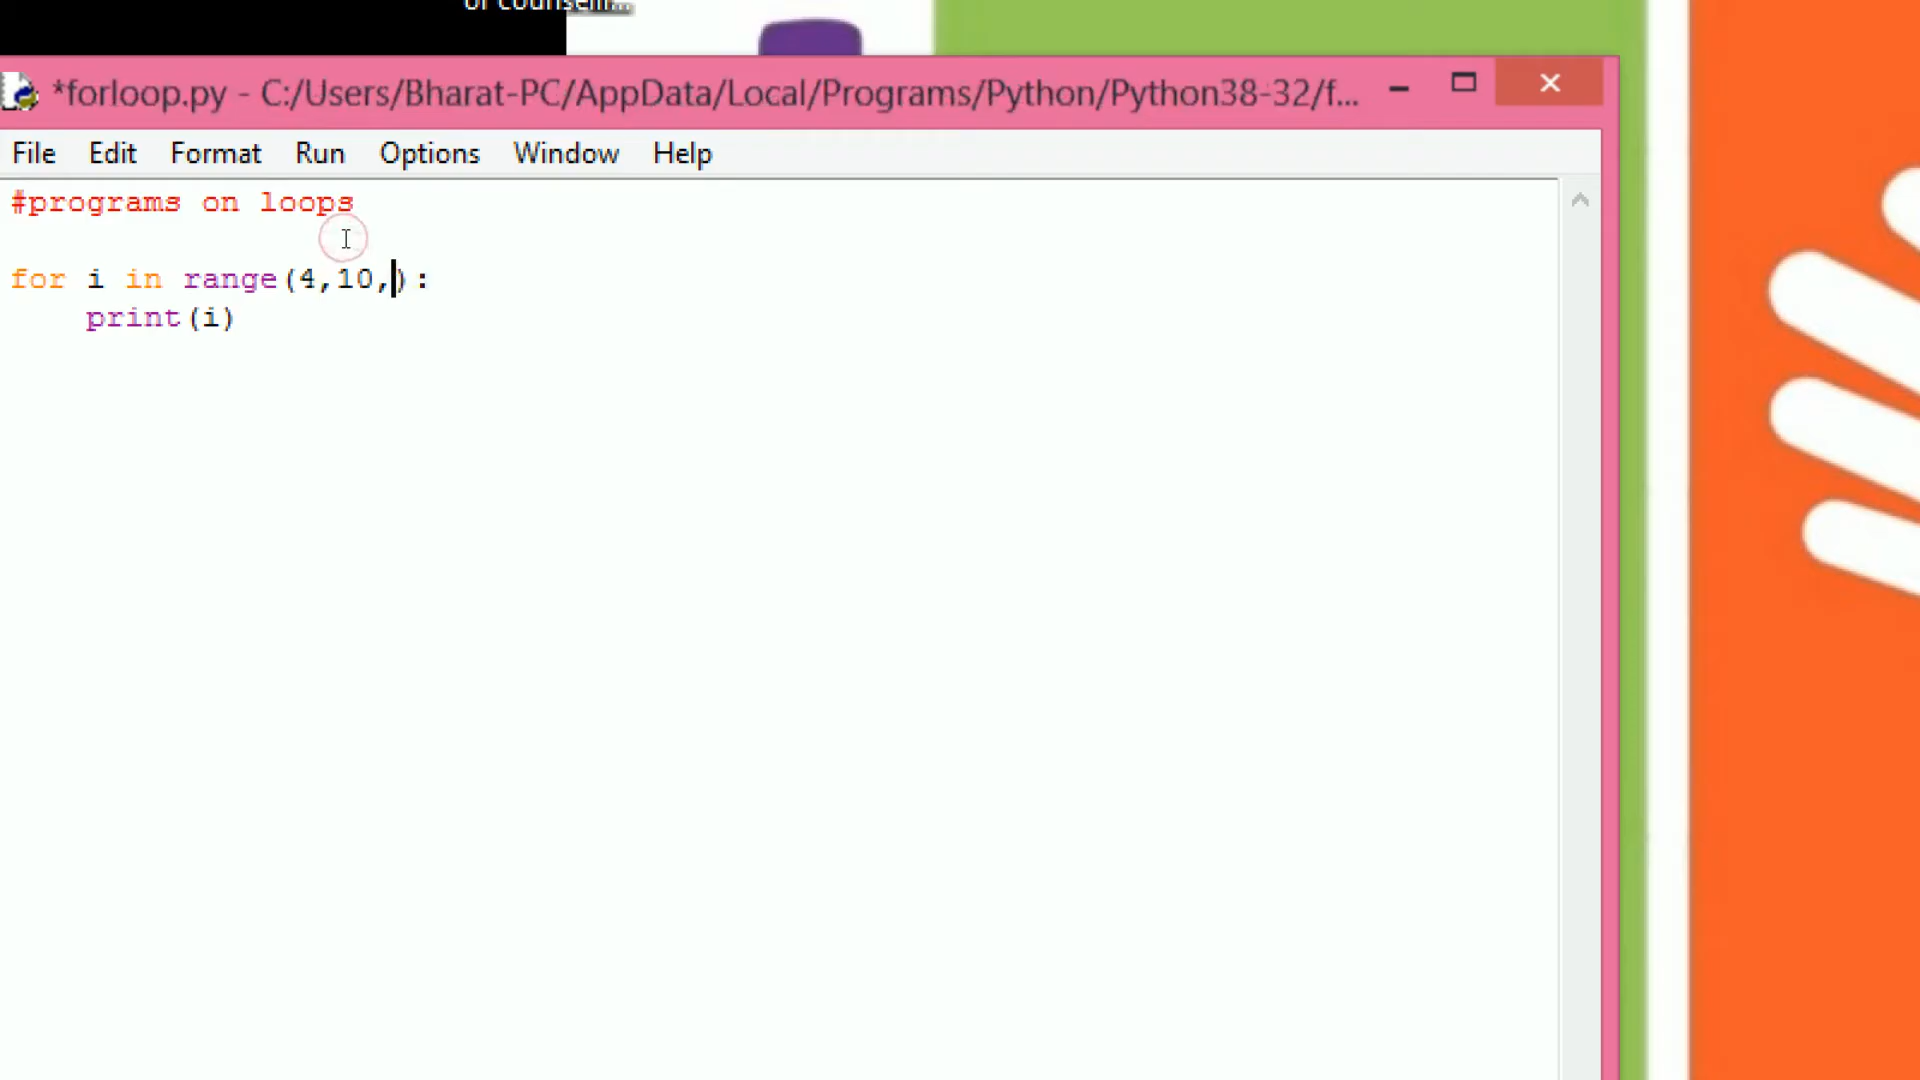 *forloop.py - C:/Users/Bharat-PC/AppData/Local/Programs/Python/Python38-32/f...
File Edit Format Run Options Window Help
#programs on loops
for i in range(4,10,):
    print(i)